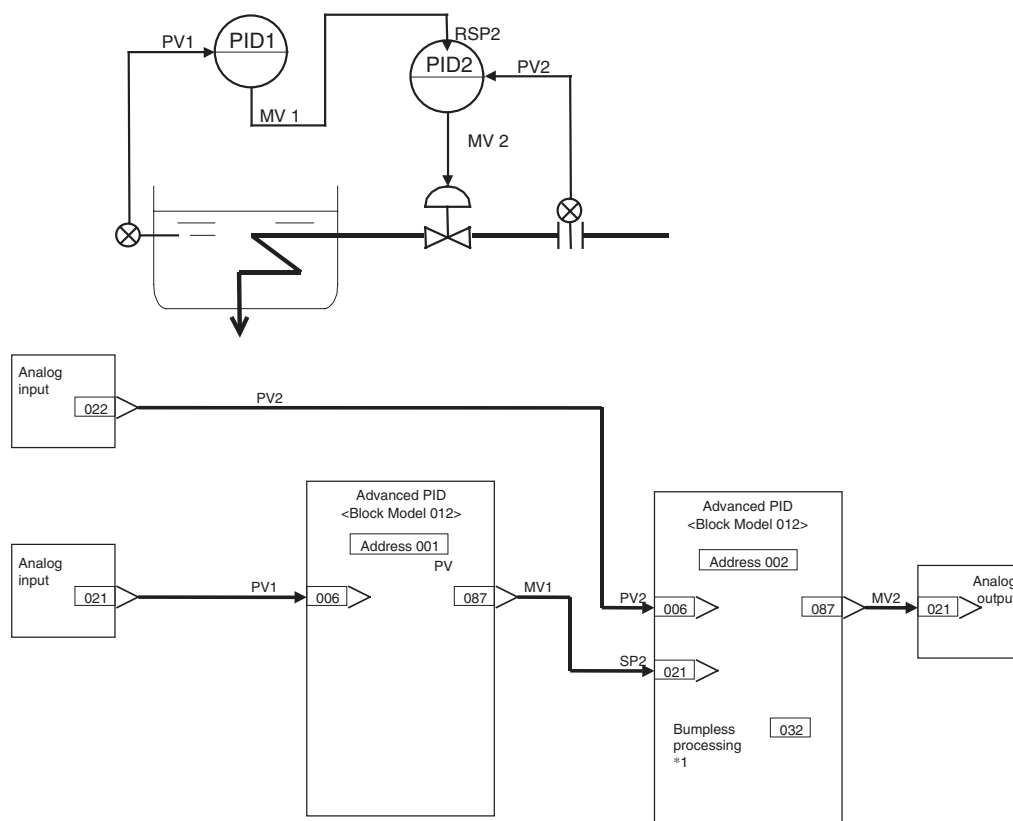 PV1
PID1
RSP2
PID2
PV2
MV 1
MV 2
Analog
input
022
PV2
Advanced PID
<Block Model 012>
Address 001
PV
Analog
input
021
PV1
006
087
MV1
Advanced PID
<Block Model 012>
Address 002
PV2
006
087
MV2
SP2
021
Bumpless
processing
*1
032
Analog
output
021